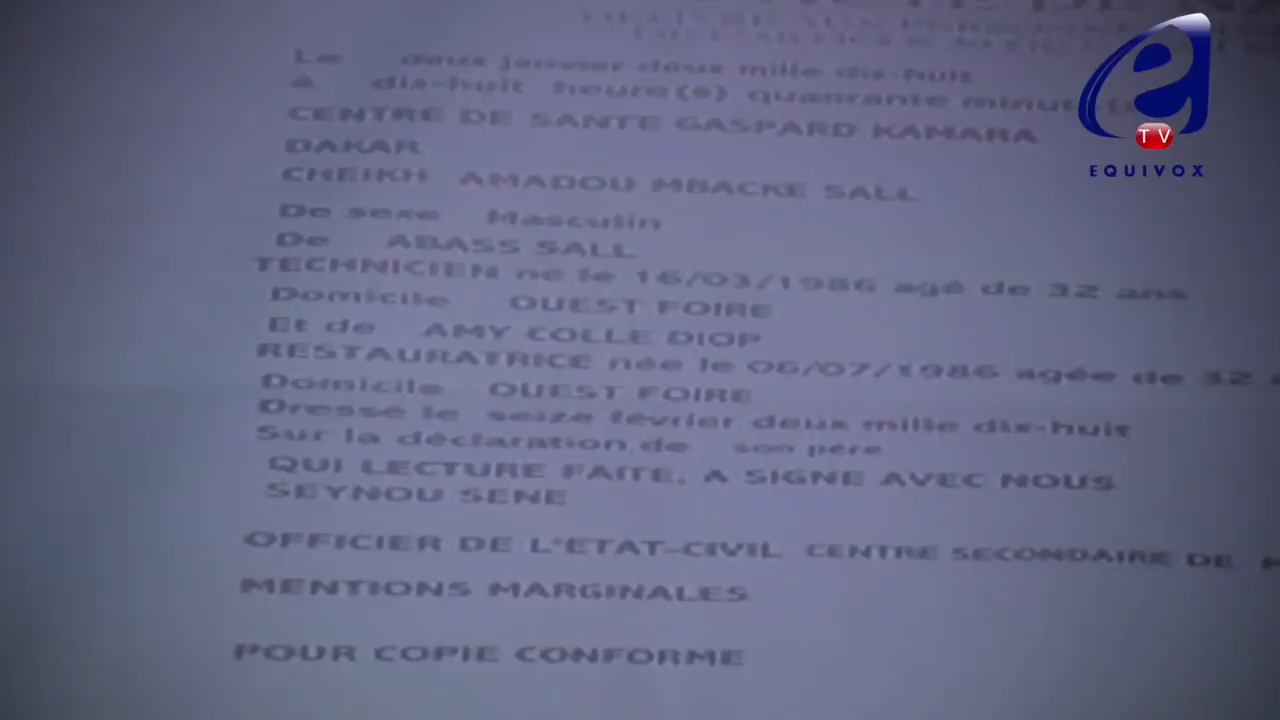 Le deux janvier deux mille dix-huit
A dix-huit heure(s) quanrante minut
CENTRE DE SANTE GASPARD KAMARA
DAKAR
CHEIKH AMADOU MBACKE SALL
De sexe Masculin
De ABASS SALL
TECHNICIEN né le 16/03/1986 agé de 32 ans
Domicile OUEST FOIRE
Et de AMY COLLE DIOP
RESTAURATRICE née le 06/07/1986 agée de 32
Domicile OUEST FOIRE
Dressé le seize février deux mille dix-huit
Sur la déclaration de son père
QUI LECTURE FAITE, A SIGNE AVEC NOUS
SEYNOU SENE
OFFICIER DE L'ETAT-CIVIL CENTRE SECONDAIRE DE
MENTIONS MARGINALES
POUR COPIE CONFORME
e
TV
EQUIVOX